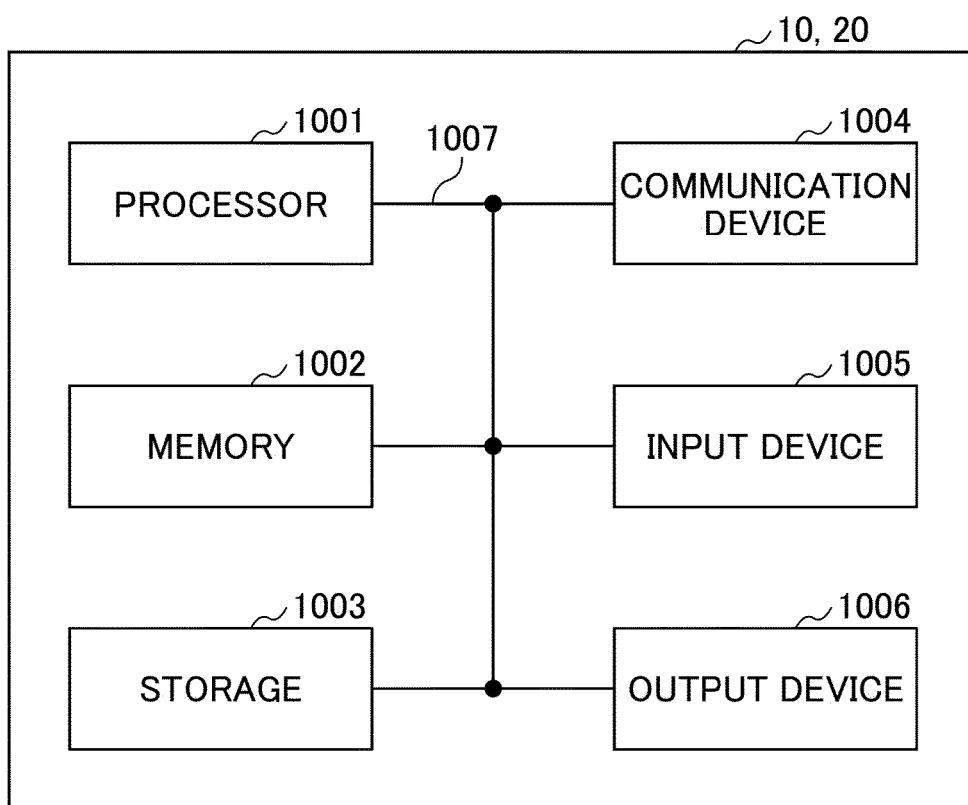 10, 20
1001
PROCESSOR
1007
1004
COMMUNICATION
DEVICE
1002
MEMORY
1005
INPUT DEVICE
1003
STORAGE
1006
OUTPUT DEVICE